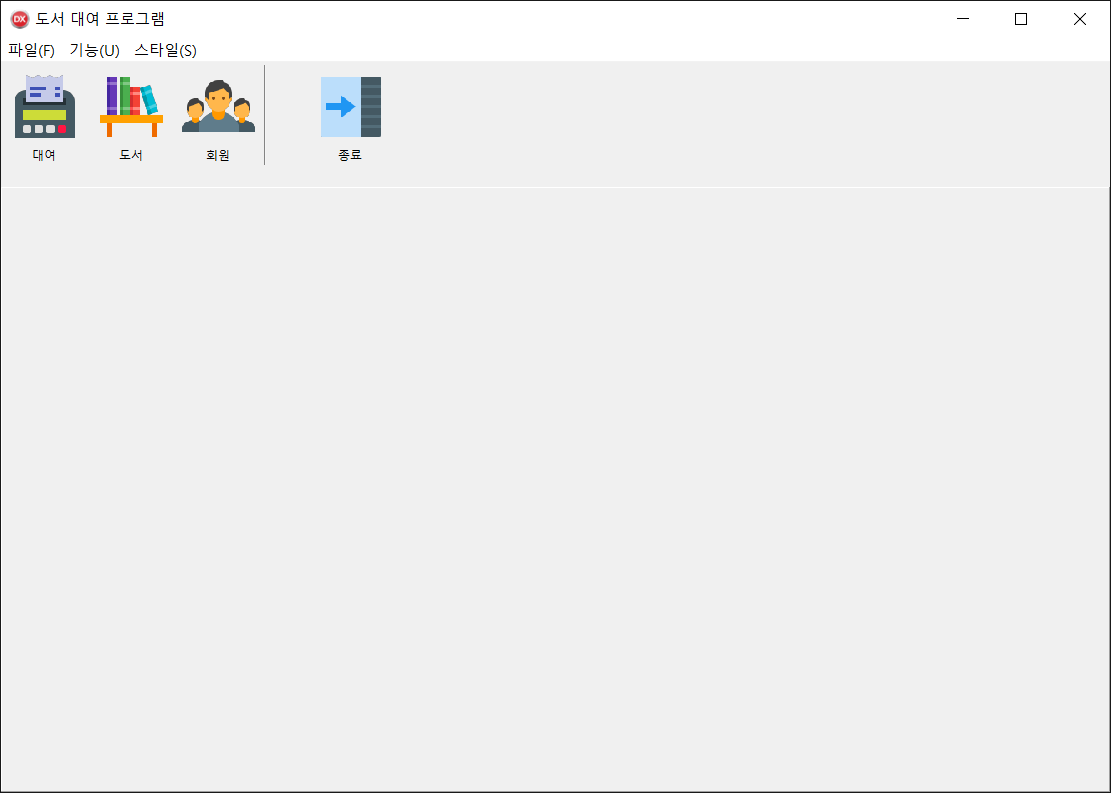 DX 도서 대여 프로그램
파일(F) 기능(U) 스타일(S)
대여 도서 회원 종료